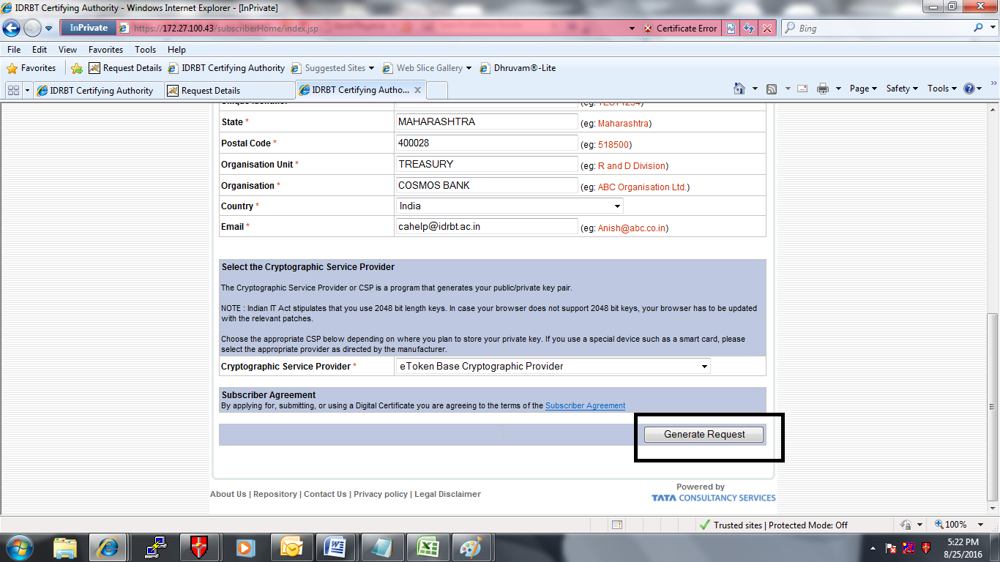 IDRBT Certifying Authority - Windows Internet Explorer - [InPrivate]
InPrivate https://172.27.100.43/subscriberHome/index.jsp Certificate Error Bing
File Edit View Favorites Tools Help
Favorites Request Details IDRBT Certifying Authority Suggested Sites Web Slice Gallery Dhruvam®-Lite
IDRBT Certifying Authority Request Details IDRBT Certifying Autho... Page Safety Tools
State * MAHARASHTRA (eg: Maharashtra)
Postal Code * 400028 (eg: 518500)
Organisation Unit * TREASURY (eg: R and D Division)
Organisation * COSMOS BANK (eg: ABC Organisation Ltd.)
Country * India
Email * cahelp@idrbt.ac.in (eg: Anish@abc.co.in)
Select the Cryptographic Service Provider
The Cryptographic Service Provider or CSP is a program that generates your public/private key pair.
NOTE : Indian IT Act stipulates that you use 2048 bit length keys. In case your browser does not support 2048 bit keys, your browser has to be updated
with the relevant patches.
Choose the appropriate CSP below depending on where you plan to store your private key. If you use a special device such as a smart card, please
select the appropriate provider as directed by the manufacturer.
Cryptographic Service Provider * eToken Base Cryptographic Provider
Subscriber Agreement
By applying for, submitting, or using a Digital Certificate you are agreeing to the terms of the Subscriber Agreement
Generate Request
About Us | Repository | Contact Us | Privacy policy | Legal Disclaimer
Powered by
TATA CONSULTANCY SERVICES
Trusted sites | Protected Mode: Off 100%
5:22 PM
8/25/2016